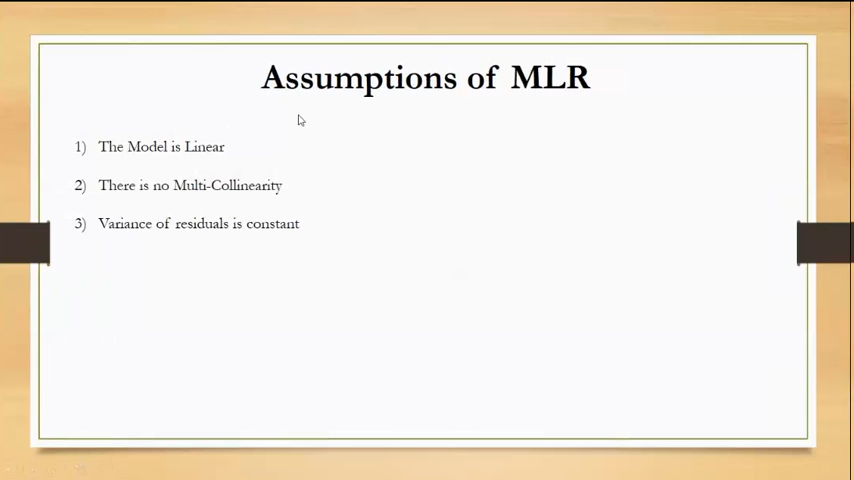 Assumptions of MLR
1) The Model is Linear
2) There is no Multi-Collinearity
3) Variance of residuals is constant